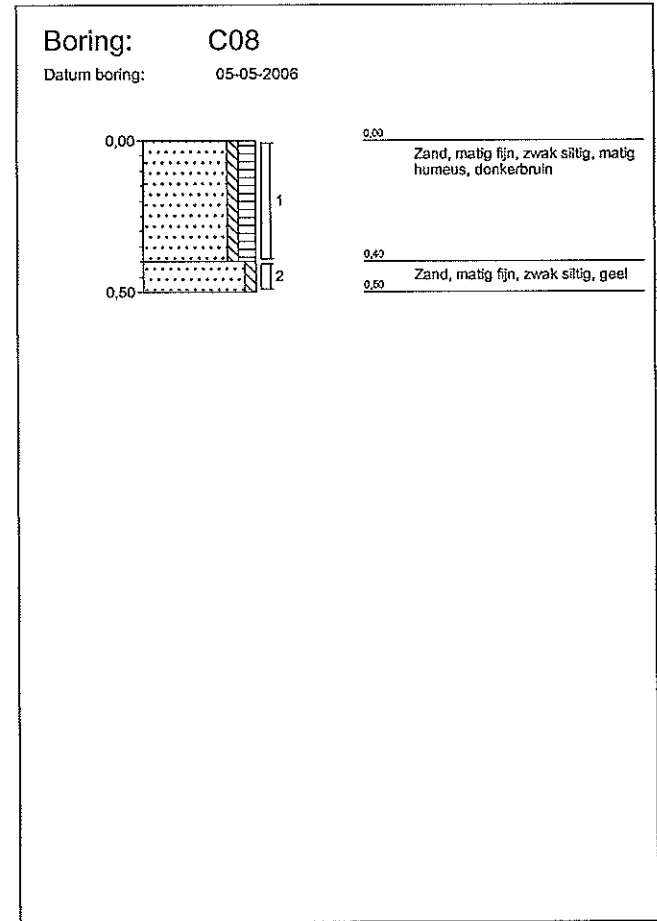 Boring: C08
Datum boring: 05-05-2006
0,00
1
2
0,50
0,00
Zand, matig fijn, zwak siltig, matig
humeus, donkerbruin
0,40
Zand, matig fijn, zwak siltig, geel
0,50